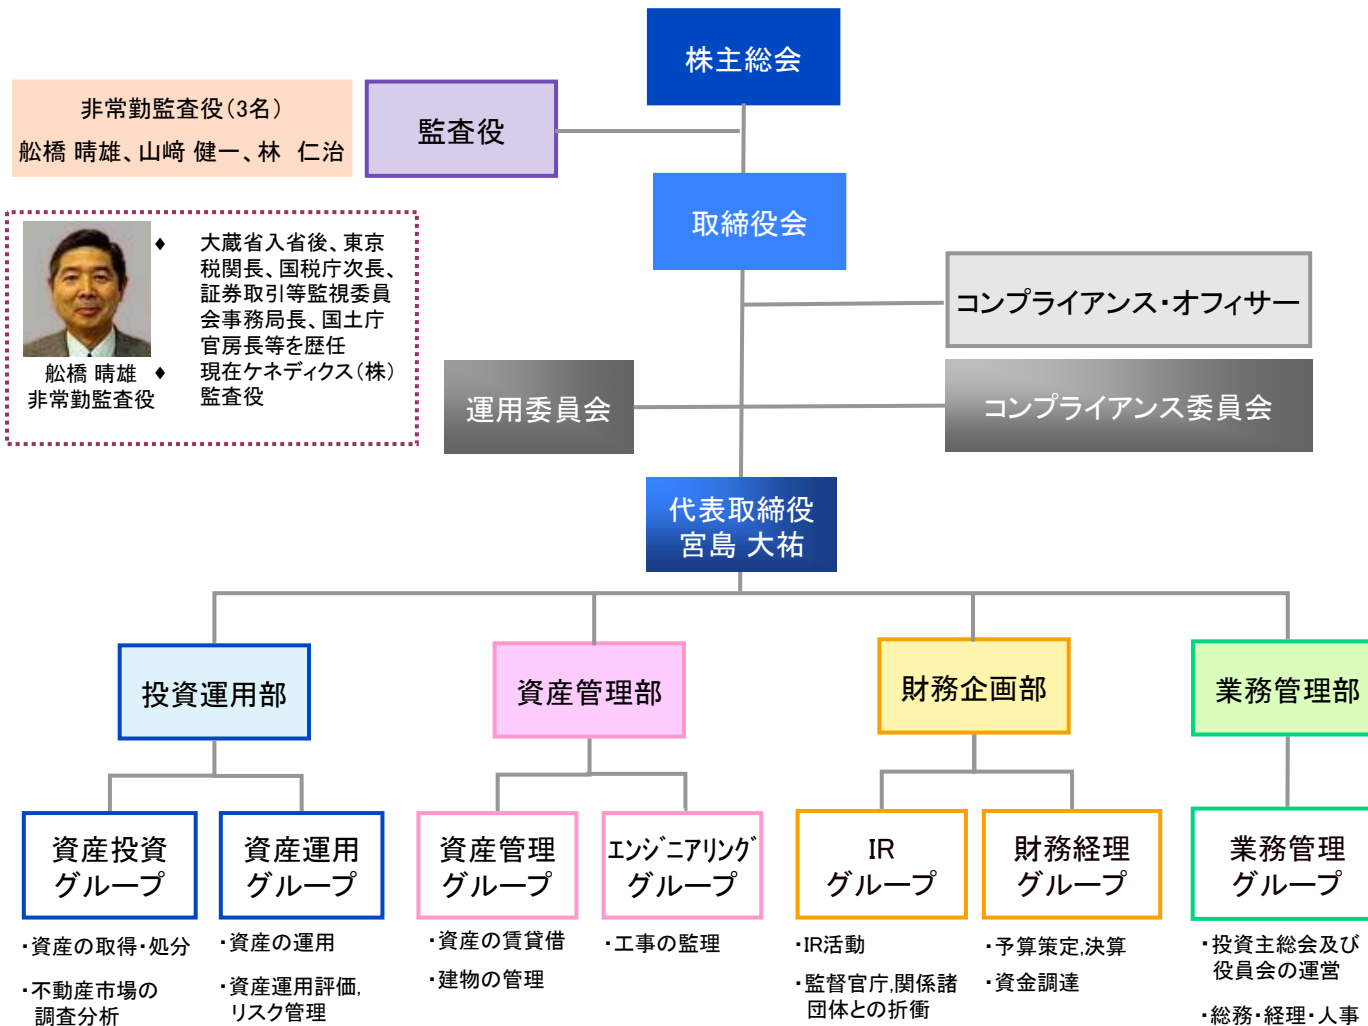 株主総会
非常勤監査役（3名）
舩橋 晴雄、山﨑 健一、林　仁治
監査役
取締役会
♦ 大蔵省入省後、東京
税関長、国税庁次長、
証券取引等監視委員
会事務局長、国土庁
官房長等を歴任
♦ 現在ケネディクス（株）
監査役
舩橋 晴雄
非常勤監査役
コンプライアンス・オフィサー
運用委員会
コンプライアンス委員会
代表取締役
宮島 大祐
投資運用部
資産管理部
財務企画部
業務管理部
資産投資
グループ
資産運用
グループ
資産管理
グループ
エンジニアリング
グループ
IR
グループ
財務経理
グループ
業務管理
グループ
・資産の取得・処分
・不動産市場の
調査分析
・資産の運用
・資産運用評価,
リスク管理
・資産の賃貸借
・建物の管理
・工事の監理
・IR活動
・監督官庁,関係諸
団体との折衝
・予算策定,決算
・資金調達
・投資主総会及び
役員会の運営
・総務・経理・人事